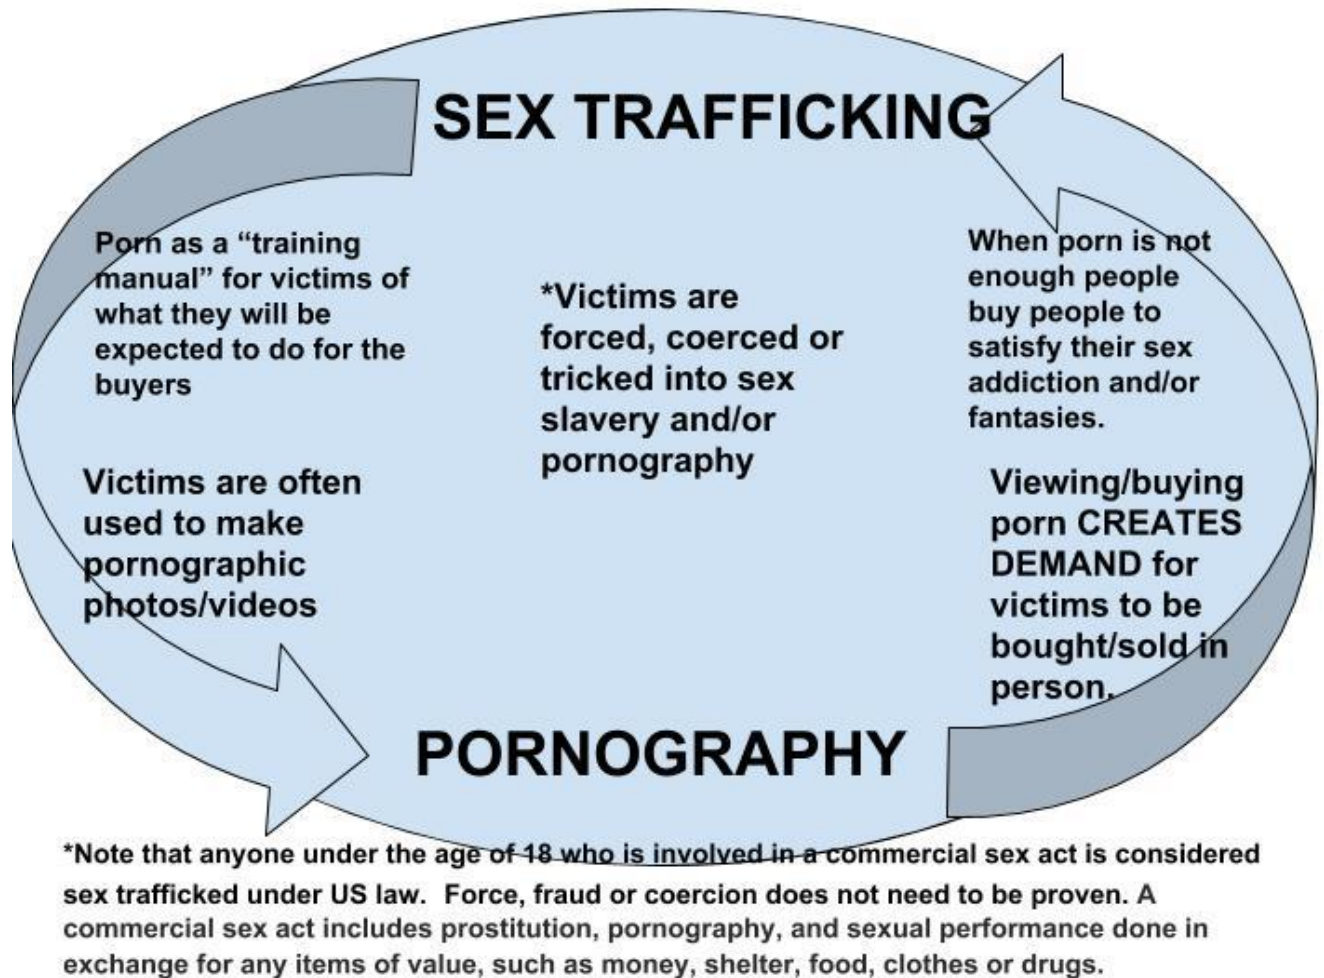 SEX TRAFFICKING
Porn as a “training
manual” for victims of
what they will be
expected to do for the
buyers
Victims are often
used to make
pornographic
photos/videos
*Victims are
forced, coerced or
tricked into sex
slavery and/or
pornography
When porn is not
enough people
buy people to
satisfy their sex
addiction and/or
fantasies.
Viewing/buying
porn CREATES
DEMAND for
victims to be
bought/sold in
person.
PORNOGRAPHY
*Note that anyone under the age of 18 who is involved in a commercial sex act is considered
sex trafficked under US law. Force, fraud or coercion does not need to be proven. A
commercial sex act includes prostitution, pornography, and sexual performance done in
exchange for any items of value, such as money, shelter, food, clothes or drugs.